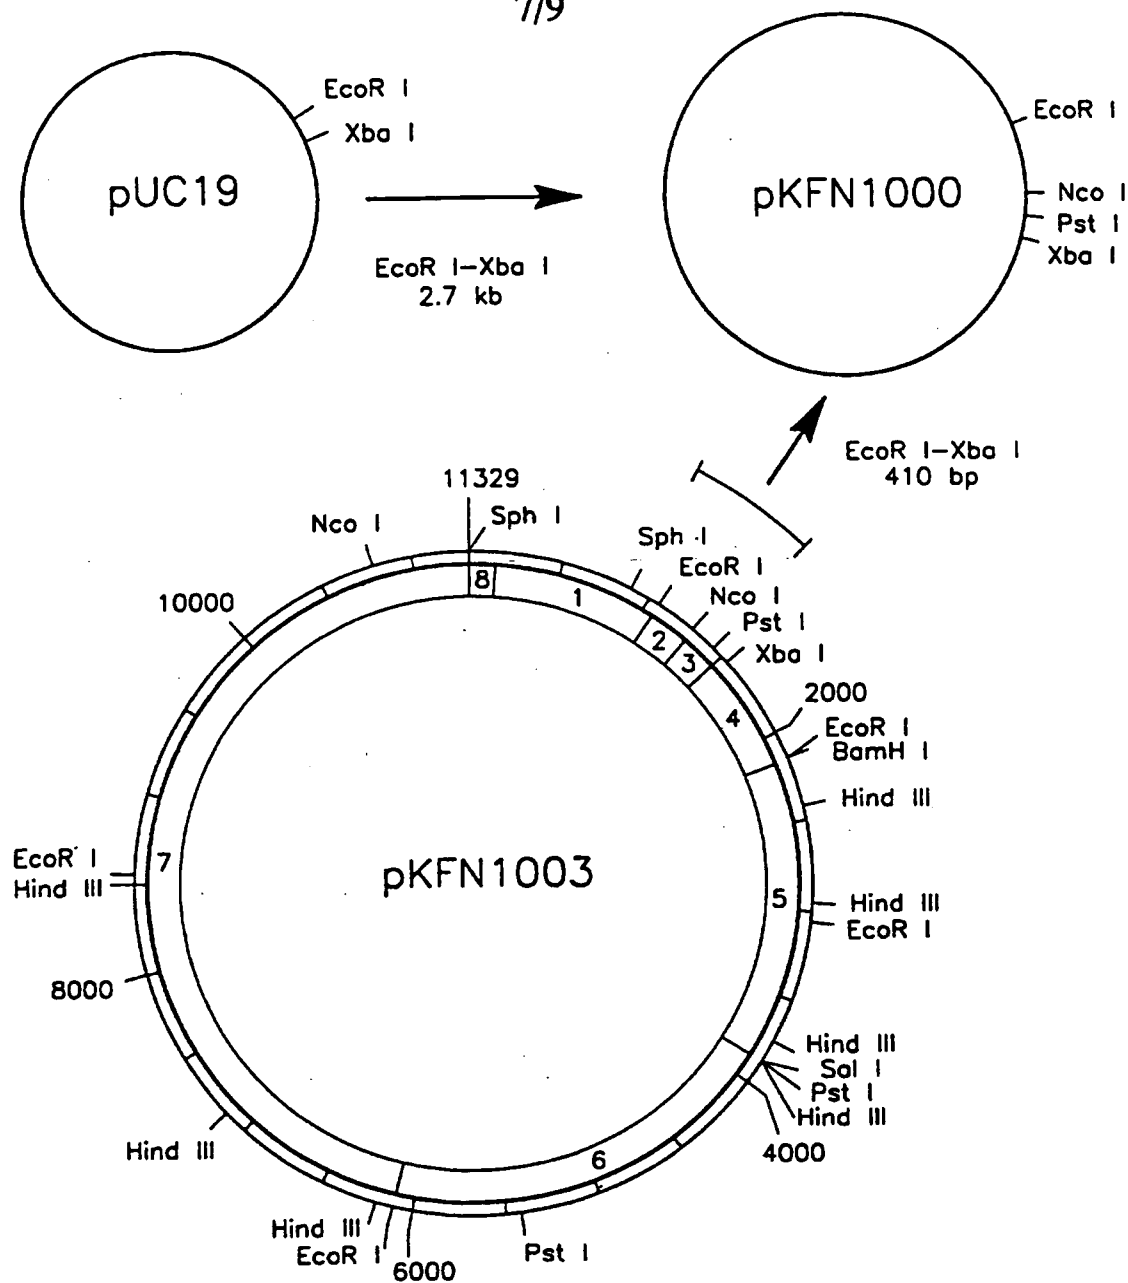 7/9
EcoR I
Xba I
pUC19
EcoR I–Xba I
2.7 kb
EcoR I
Nco I
Pst I
Xba I
pKFN1000
EcoR I–Xba I
410 bp
11329
Sph I
Nco I
Sph I
EcoR I
Nco I
Pst I
Xba I
10000
8
1
2
3
4
2000
EcoR I
BamH I
Hind III
EcoR I
Hind III
7
pKFN1003
5
Hind III
EcoR I
8000
Hind III
Sal I
Pst I
Hind III
4000
Hind III
6
Hind III
EcoR I
6000
Pst I